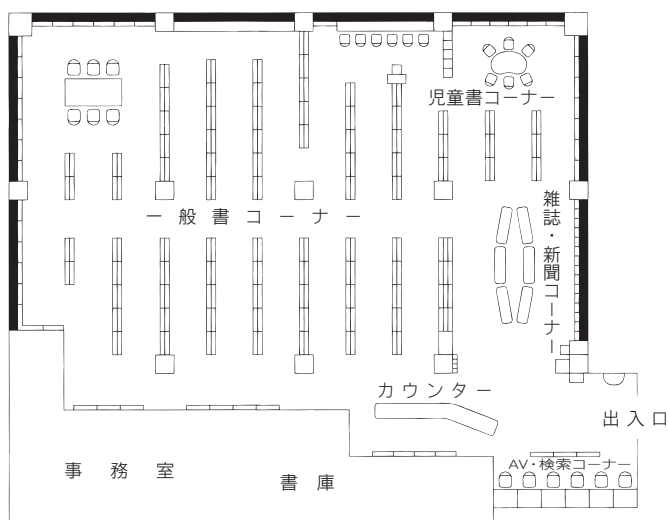 児童書コーナー
一般書コーナー
雑誌・新聞コーナー
カウンター
出入口
AV・検索コーナー
事務室
書庫